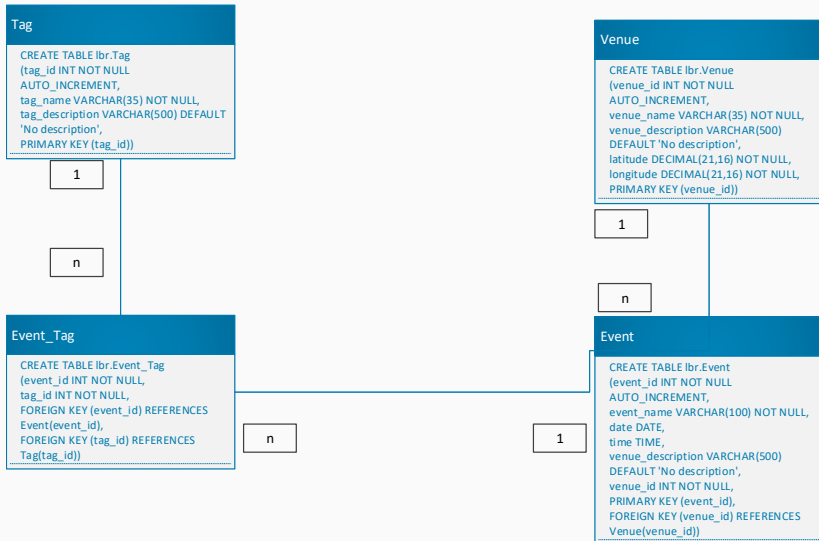 Tag
CREATE TABLE lbr.Tag
(tag_id INT NOT NULL
AUTO_INCREMENT,
tag_name VARCHAR(35) NOT NULL,
tag_description VARCHAR(500) DEFAULT
'No description',
PRIMARY KEY (tag_id))
1
n
Venue
CREATE TABLE lbr.Venue
(venue_id INT NOT NULL
AUTO_INCREMENT,
venue_name VARCHAR(35) NOT NULL,
venue_description VARCHAR(500)
DEFAULT 'No description',
latitude DECIMAL(21,16) NOT NULL,
longitude DECIMAL(21,16) NOT NULL,
PRIMARY KEY (venue_id))
1
n
Event_Tag
CREATE TABLE lbr.Event_Tag
(event_id INT NOT NULL,
tag_id INT NOT NULL,
FOREIGN KEY (event_id) REFERENCES
Event(event_id),
FOREIGN KEY (tag_id) REFERENCES
Tag(tag_id))
n
1
Event
CREATE TABLE lbr.Event
(event_id INT NOT NULL
AUTO_INCREMENT,
event_name VARCHAR(100) NOT NULL,
date DATE,
time TIME,
venue_description VARCHAR(500)
DEFAULT 'No description',
venue_id INT NOT NULL,
PRIMARY KEY (event_id),
FOREIGN KEY (venue_id) REFERENCES
Venue(venue_id))